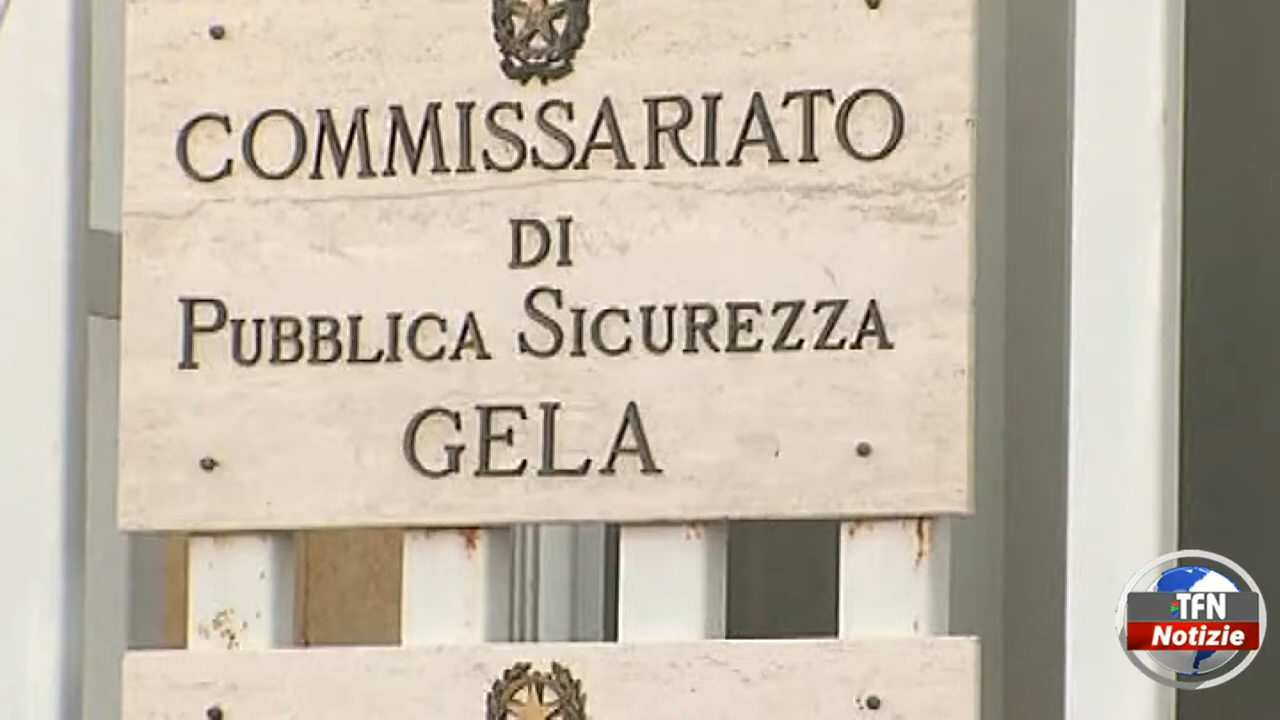 COMMISSARIATO
DI
PUBBLICA SICUREZZA
GELA
TFN
Notizie